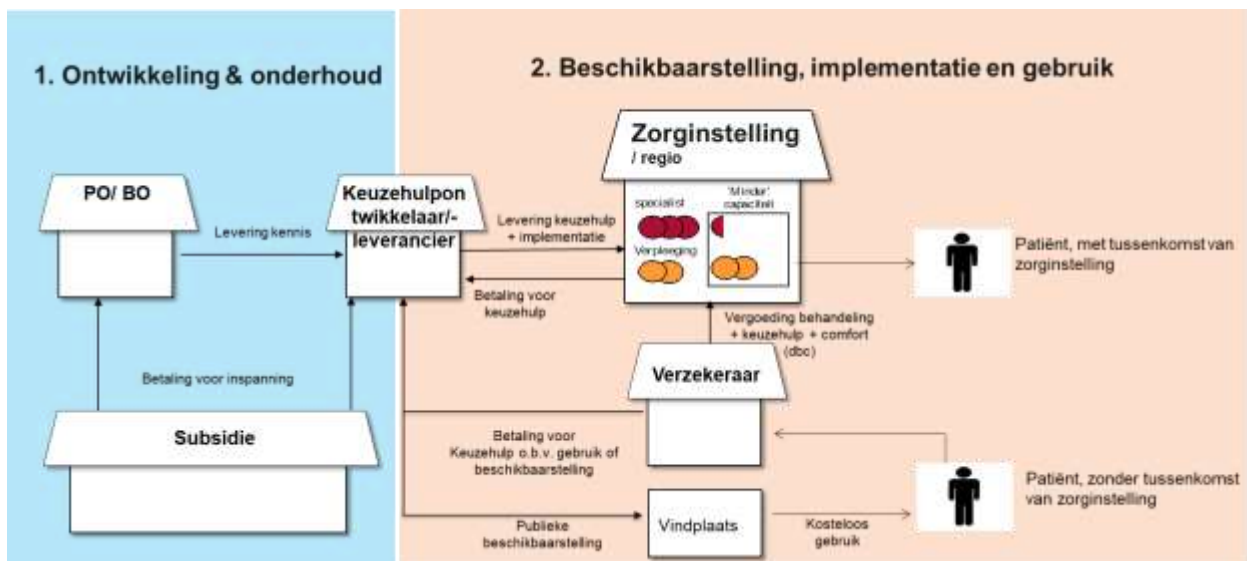 1. Ontwikkeling & onderhoud
2. Beschikbaarstelling, implementatie en gebruik
PO/ BO
Levering kennis
Keuzehulpon
twikkelaar/-
leverancier
Levering keuzehulp
+ implementatie
Betaling voor
keuzehulp
Zorginstelling
/ regio
specialist
'Minder'
capaciteit
Verpleeging
Patiënt, met tussenkomst van
zorginstelling
Vergoeding behandeling
+ keuzehulp + comfort
(dbc)
Verzekeraar
Betaling voor inspanning
Subsidie
Betaling voor
Keuzehulp o.b.v. gebruik of
beschikbaarstelling
Publieke
beschikbaarstelling
Vindplaats
Kosteloos
gebruik
Patiënt, zonder tussenkomst
van zorginstelling